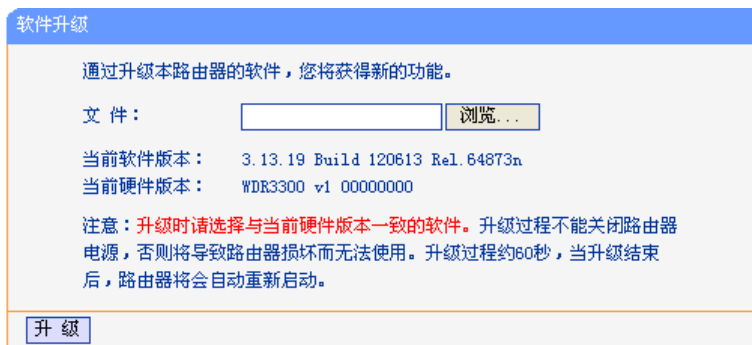 软件升级
通过升级本路由器的软件，您将获得新的功能。
文 件： 浏览...
当前软件版本： 3.13.19 Build 120613 Rel.64873n
当前硬件版本： WDR3300 v1 00000000
注意：升级时请选择与当前硬件版本一致的软件。升级过程不能关闭路由器
电源，否则将导致路由器损坏而无法使用。升级过程约60秒，当升级结束
后，路由器将会自动重新启动。
升 级